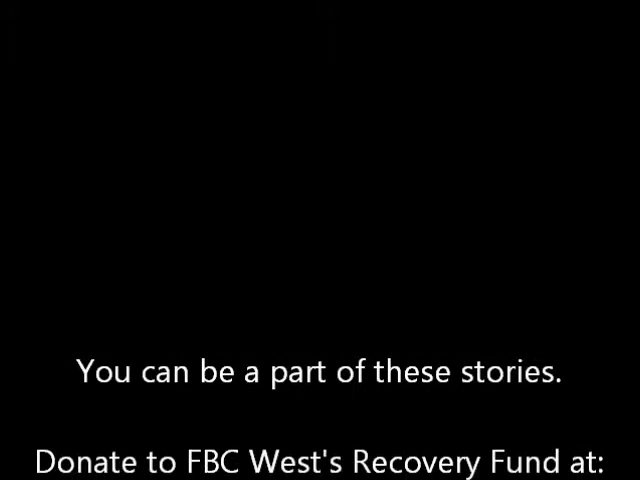 You can be a part of these stories.
Donate to FBC West's Recovery Fund at: